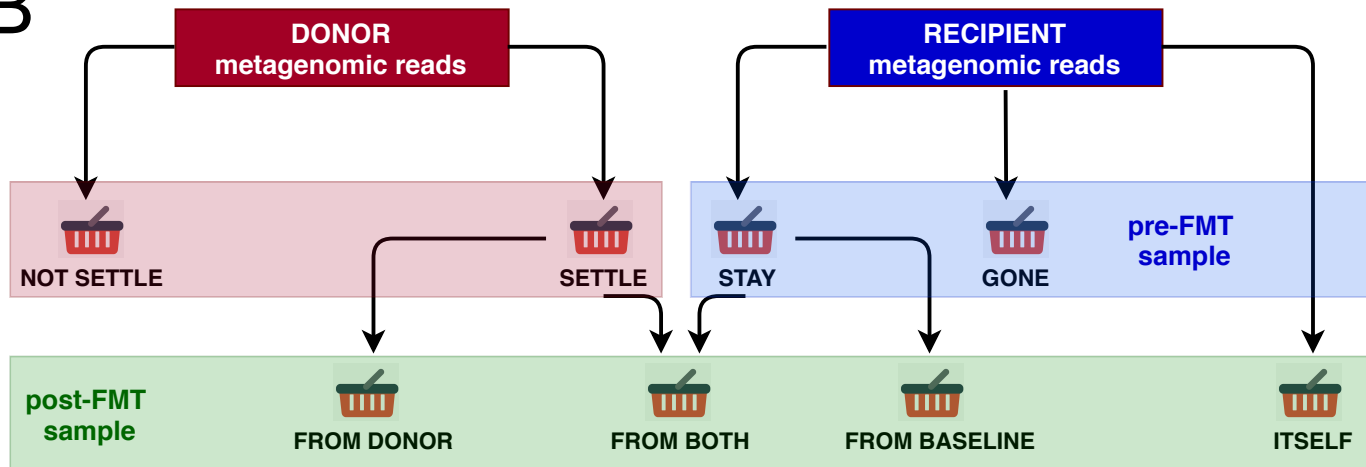 B
DONOR
metagenomic reads
RECIPIENT
metagenomic reads
NOT SETTLE
SETTLE
STAY
GONE
pre-FMT
sample
post-FMT
sample
FROM DONOR
FROM BOTH
FROM BASELINE
ITSELF